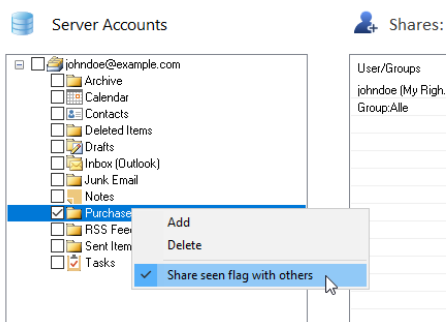 Server Accounts
Shares:
johndoe@example.com
Archive
Calendar
Contacts
Deleted Items
Drafts
Inbox (Outlook)
Junk Email
Notes
Purchase
RSS Fee
Sent Item
Tasks
Add
Delete
Share seen flag with others
User/Groups
johndoe (My Righ.
Group:Alle